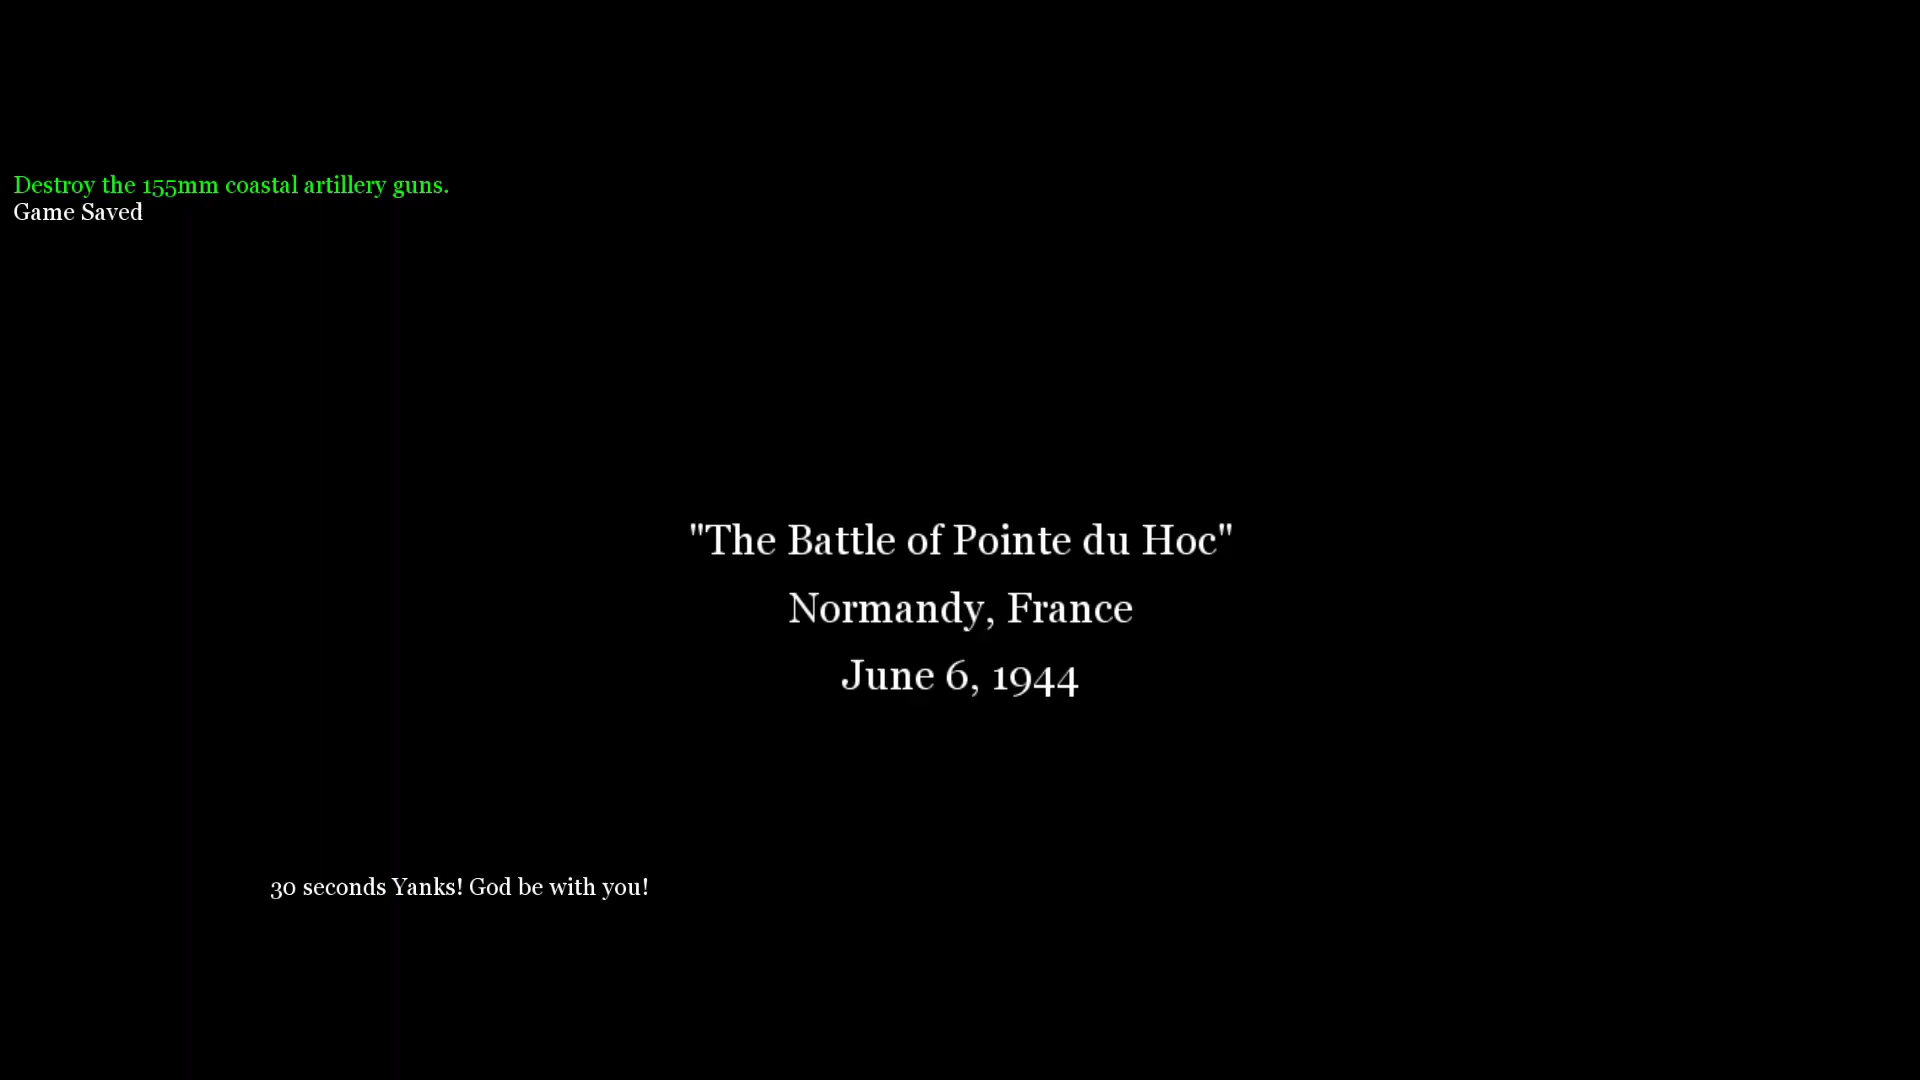 Destroy the 155mm coastal artillery guns.
Game Saved
"The Battle of Pointe du Hoc"
Normandy, France
June 6, 1944
30 seconds Yanks! God be with you!